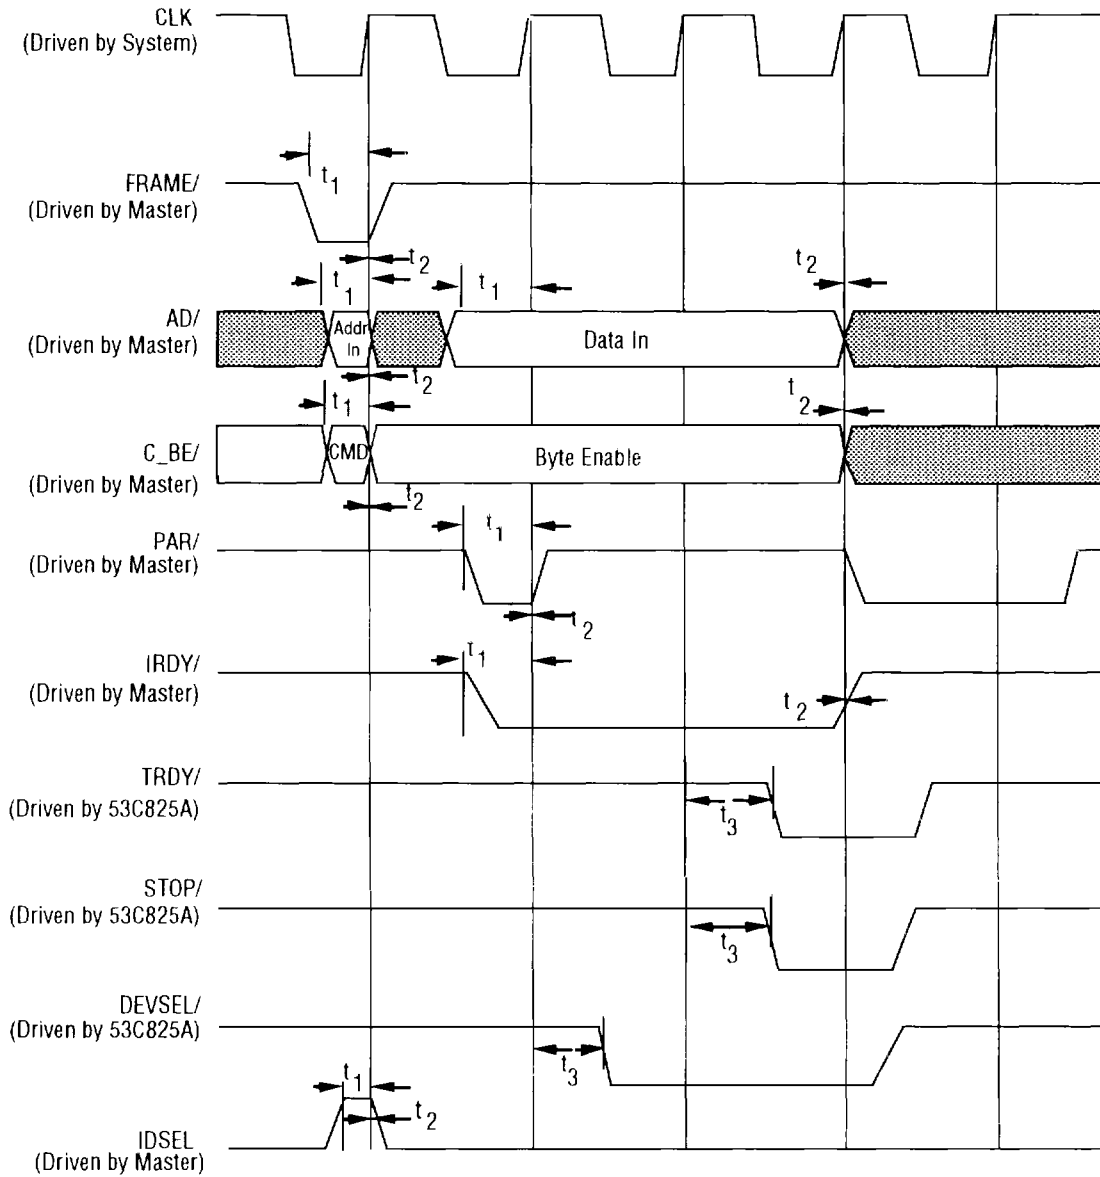 CLK
(Driven by System)
t1
FRAME/
(Driven by Master)
t2
t2
t1
t1
AD/
(Driven by Master)
Addr
In
Data In
t2
t2
t1
C_BE/
(Driven by Master)
CMD
Byte Enable
t2
t1
PAR/
(Driven by Master)
t2
t1
IRDY/
(Driven by Master)
t2
TRDY/
(Driven by 53C825A)
t3
STOP/
(Driven by 53C825A)
t3
DEVSEL/
(Driven by 53C825A)
t3
t1
t2
IDSEL
(Driven by Master)